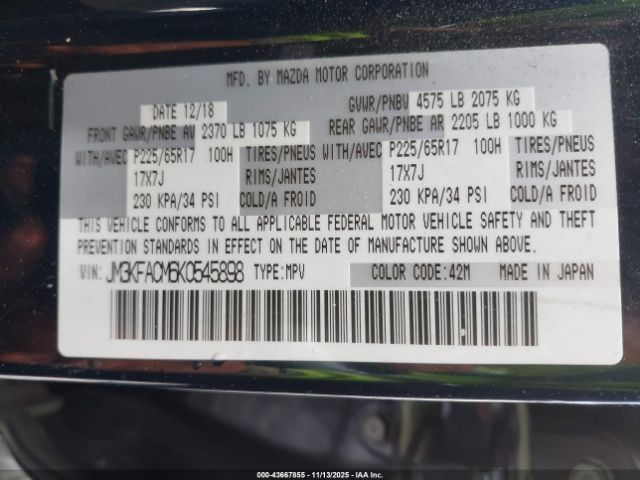 MFD. BY MAZDA MOTOR CORPORATION
DATE 12/18 GVWR/PNBV 4575 LB 2075 KG
FRONT GAWR/PNBE AV 2370 LB 1075 KG REAR GAWR/PNBE AR 2205 LB 1000 KG
WITH/AVEC P225/65R17 100H TIRES/PNEUS WITH/AVEC P225/65R17 100H TIRES/PNEUS
17X7J RIMS/JANTES 17X7J RIMS/JANTES
230 KPA/34 PSI COLD/A FROID 230 KPA/34 PSI COLD/A FROID
THIS VEHICLE CONFORMS TO ALL APPLICABLE FEDERAL MOTOR VEHICLE SAFETY AND THEFT
PREVENTION STANDARDS IN EFFECT ON THE DATE OF MANUFACTURE SHOWN ABOVE.
VIN: JM3KFACM6K0545898 TYPE:MPV COLOR CODE:42M MADE IN JAPAN
000-43667855 - 11/13/2025 - IAA Inc.